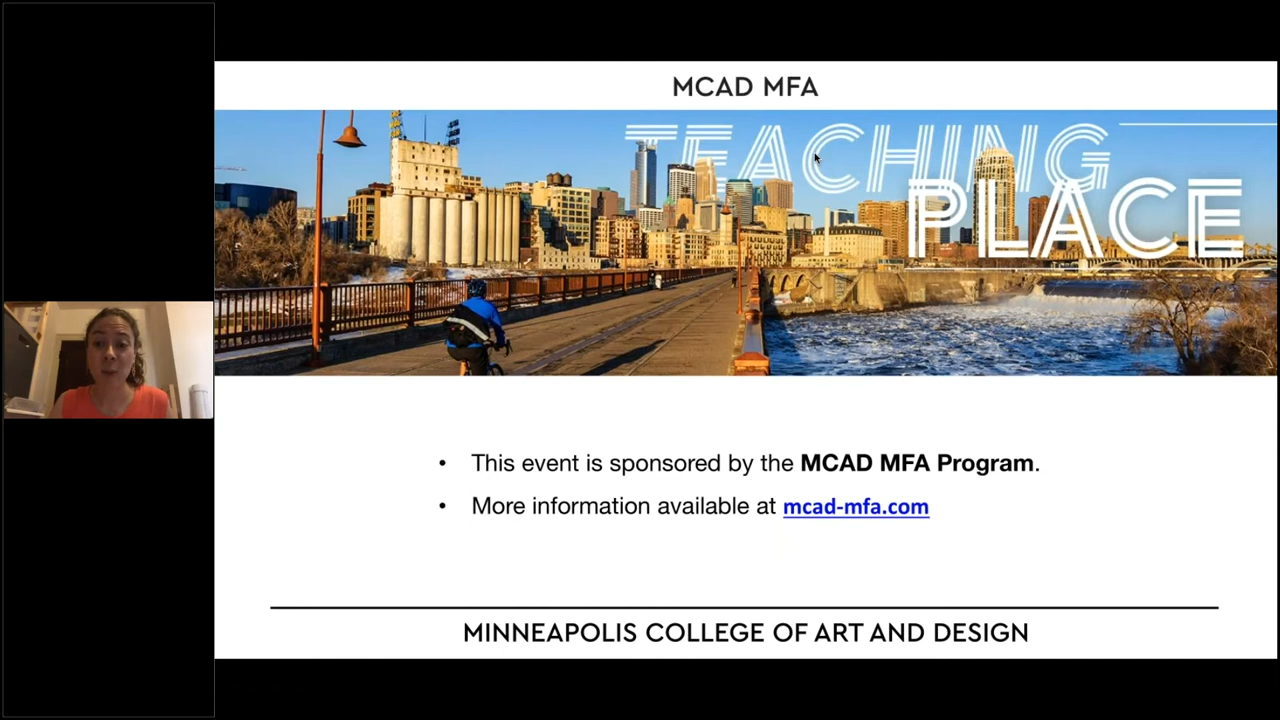 MCAD MFA
TEACHING
PLACE
• This event is sponsored by the MCAD MFA Program.
• More information available at mcad-mfa.com
MINNEAPOLIS COLLEGE OF ART AND DESIGN